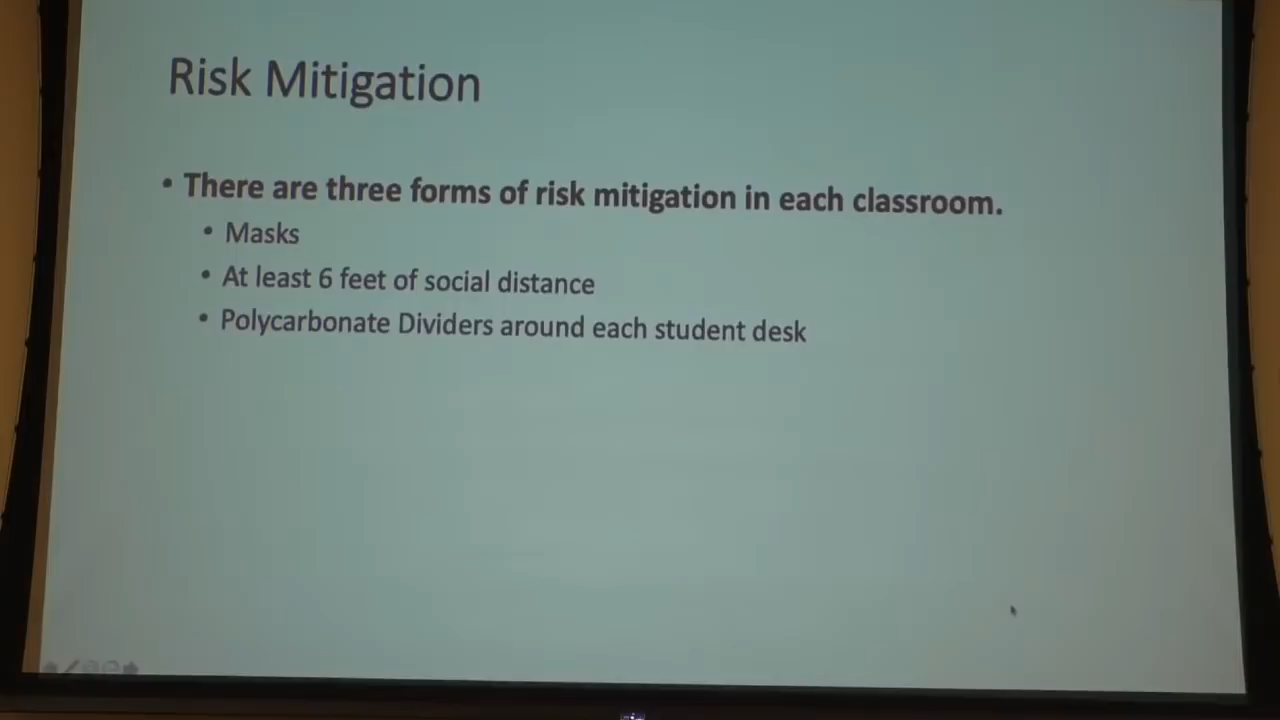 Risk Mitigation
• There are three forms of risk mitigation in each classroom.
• Masks
• At least 6 feet of social distance
• Polycarbonate Dividers around each student desk